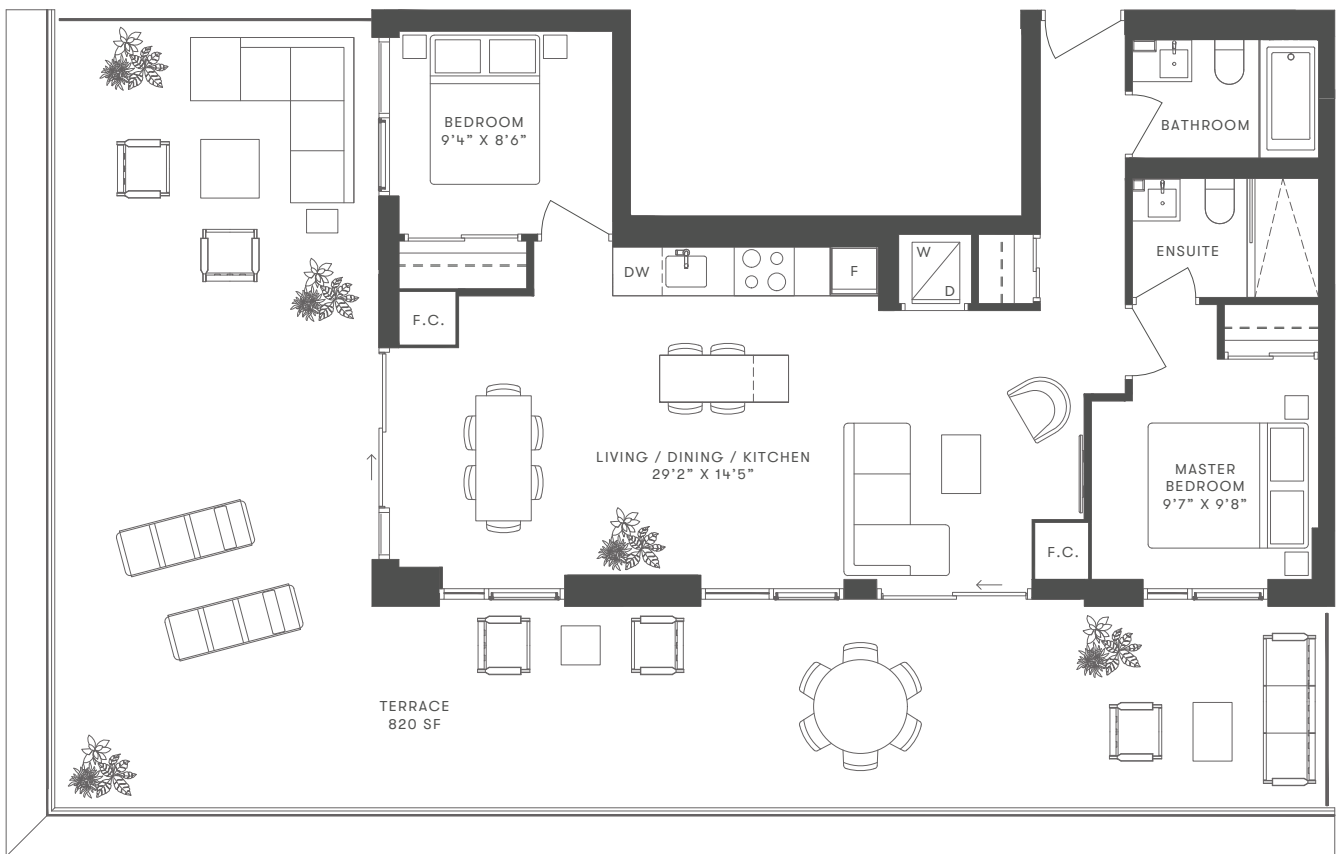 BEDROOM
9'4” X 8'6”
BATHROOM
ENSUITE
W
D
DW
F
F.C.
LIVING / DINING / KITCHEN
29'2” X 14'5”
MASTER
BEDROOM
9'7” X 9'8”
F.C.
TERRACE
820 SF